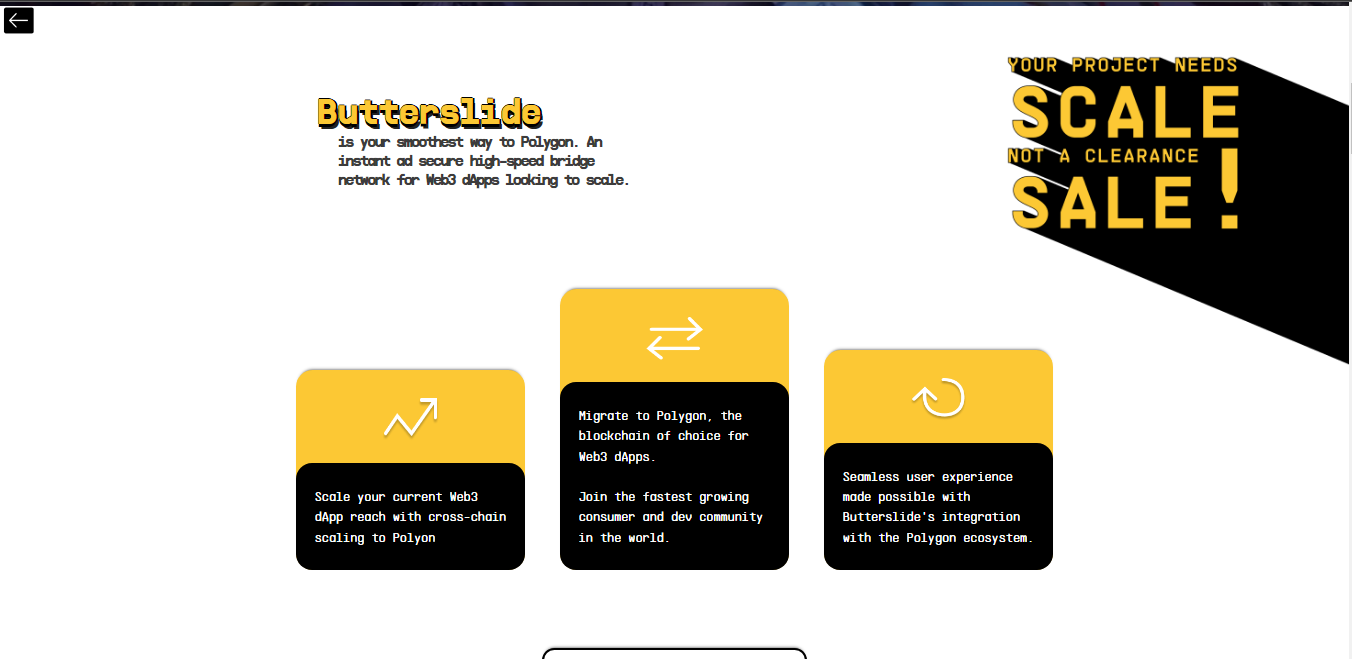 YOUR PROJECT NEEDS
SCALE
NOT A CLEARANCE
SALE!
Butterslide
is your smoothest way to Polygon. An
instant ad secure high-speed bridge
network for Web3 dApps looking to scale.
Scale your current Web3
dApp reach with cross-chain
scaling to Polyon
Migrate to Polygon, the
blockchain of choice for
Web3 dApps.
Join the fastest growing
consumer and dev community
in the world.
Seamless user experience
made possible with
Butterslide's integration
with the Polygon ecosystem.